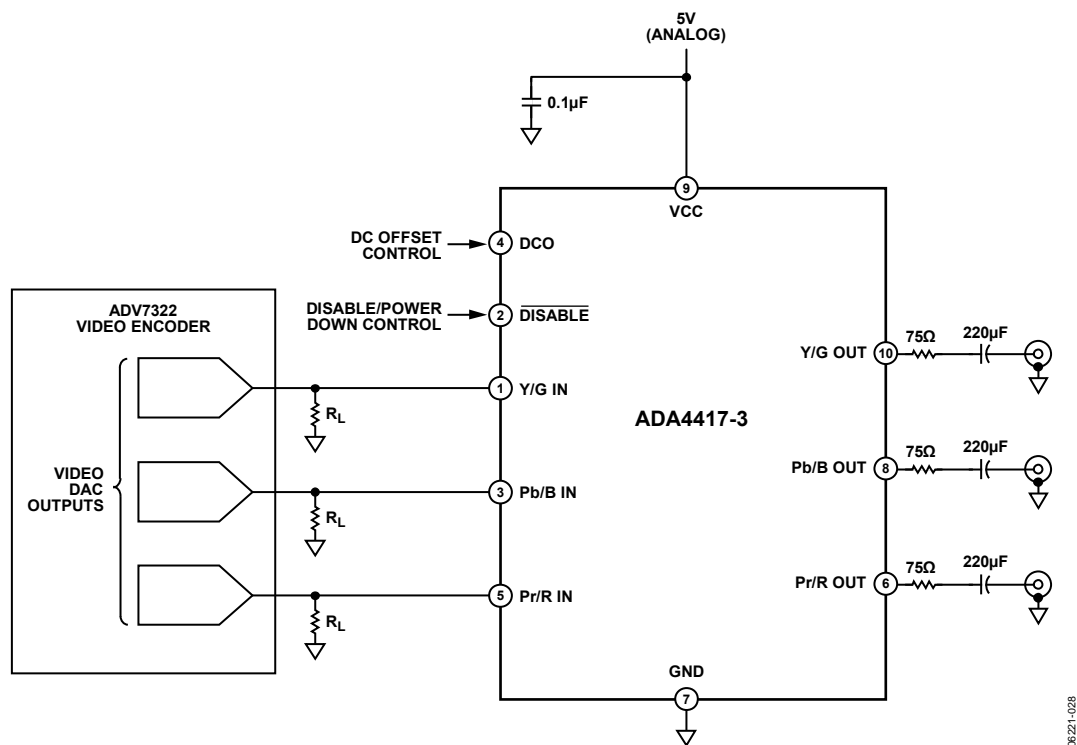 5V
(ANALOG)
0.1µF
9
VCC
DC OFFSET
CONTROL
4 DCO
DISABLE/POWER
DOWN CONTROL
2 DISABLE
ADV7322
VIDEO ENCODER
VIDEO
DAC
OUTPUTS
RL
1 Y/G IN
RL
3 Pb/B IN
RL
5 Pr/R IN
ADA4417-3
Y/G OUT 10 75Ω 220µF
Pb/B OUT 8 75Ω 220µF
Pr/R OUT 6 75Ω 220µF
GND
7
06221-028